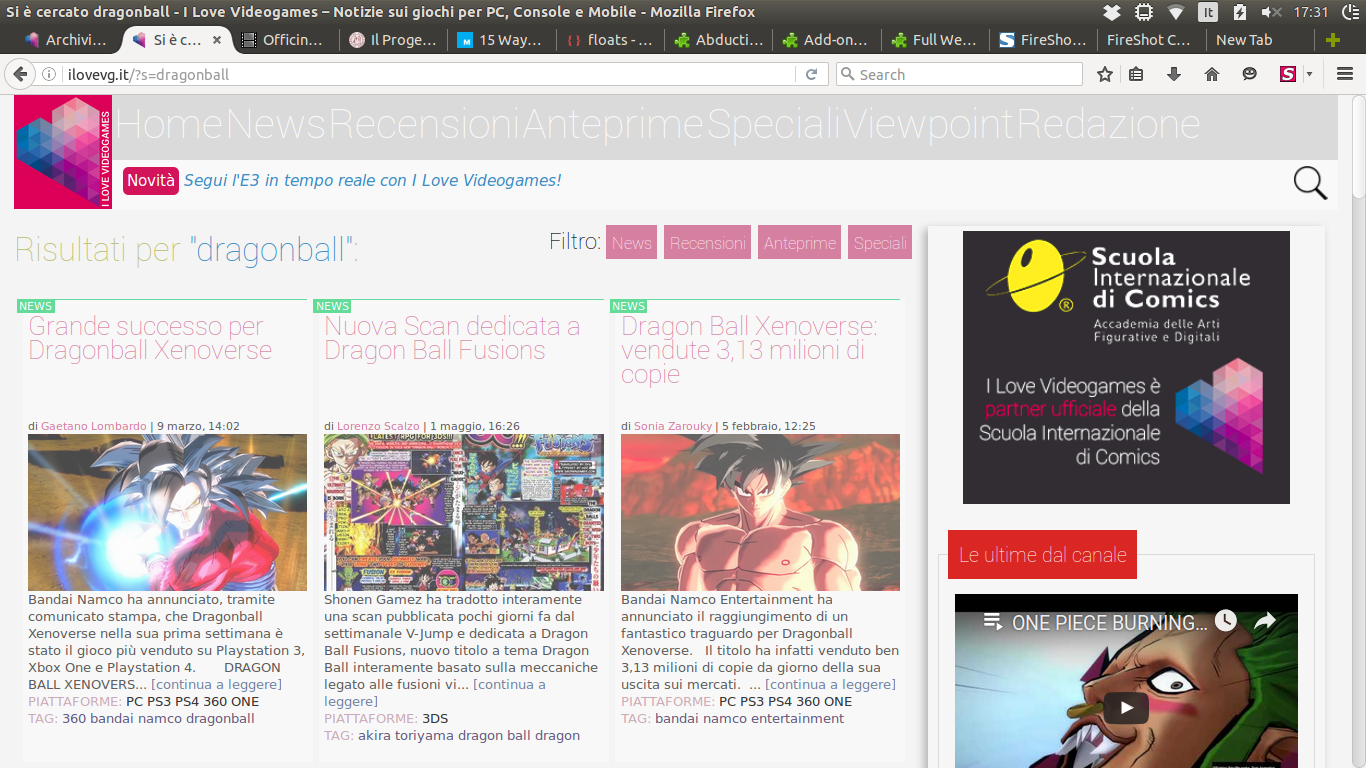 Si è cercato dragonball - I Love Videogames – Notizie sui giochi per PC, Console e Mobile - Mozilla Firefox
It
17:31
Archivi...
Si è c...
Officin...
Il Proge...
15 Way...
floats - ...
Abducti...
Add-on...
Full We...
FireSho...
FireShot C...
New Tab
ilovevg.it/?s=dragonball
Search
S
I LOVE VIDEOGAMES
Home News Recensioni Anteprime Speciali Viewpoint Redazione
Novità Segui l'E3 in tempo reale con I Love Videogames!
Risultati per "dragonball":
Filtro: News Recensioni Anteprime Speciali
NEWS
Grande successo per
Dragonball Xenoverse
di Gaetano Lombardo | 9 marzo, 14:02
Bandai Namco ha annunciato, tramite
comunicato stampa, che Dragonball
Xenoverse nella sua prima settimana è
stato il gioco più venduto su Playstation 3,
Xbox One e Playstation 4. DRAGON
BALL XENOVERS... [continua a leggere]
PIATTAFORME: PC PS3 PS4 360 ONE
TAG: 360 bandai namco dragonball
NEWS
Nuova Scan dedicata a
Dragon Ball Fusions
di Lorenzo Scalzo | 1 maggio, 16:26
Shonen Gamez ha tradotto interamente
una scan pubblicata pochi giorni fa dal
settimanale V-Jump e dedicata a Dragon
Ball Fusions, nuovo titolo a tema Dragon
Ball interamente basato sulla meccaniche
legato alle fusioni vi... [continua a
leggere]
PIATTAFORME: 3DS
TAG: akira toriyama dragon ball dragon
NEWS
Dragon Ball Xenoverse:
vendute 3,13 milioni di
copie
di Sonia Zarouky | 5 febbraio, 12:25
Bandai Namco Entertainment ha
annunciato il raggiungimento di un
fantastico traguardo per Dragonball
Xenoverse. Il titolo ha infatti venduto ben
3,13 milioni di copie da giorno della sua
uscita sui mercati. ... [continua a leggere]
PIATTAFORME: PC PS3 PS4 360 ONE
TAG: bandai namco entertainment
Scuola
Internazionale
di Comics
®
Accademia delle Arti
Figurative e Digitali
I Love Videogames è
partner ufficiale della
Scuola Internazionale
di Comics
Le ultime dal canale
ONE PIECE BURNING...